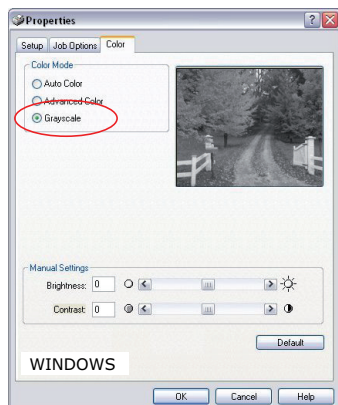 Properties
Setup Job Options Color
Color Mode
Auto Color
Advanced Color
Grayscale
Manual Settings
Brightness: 0
Contrast: 0
Default
WINDOWS
OK Cancel Help